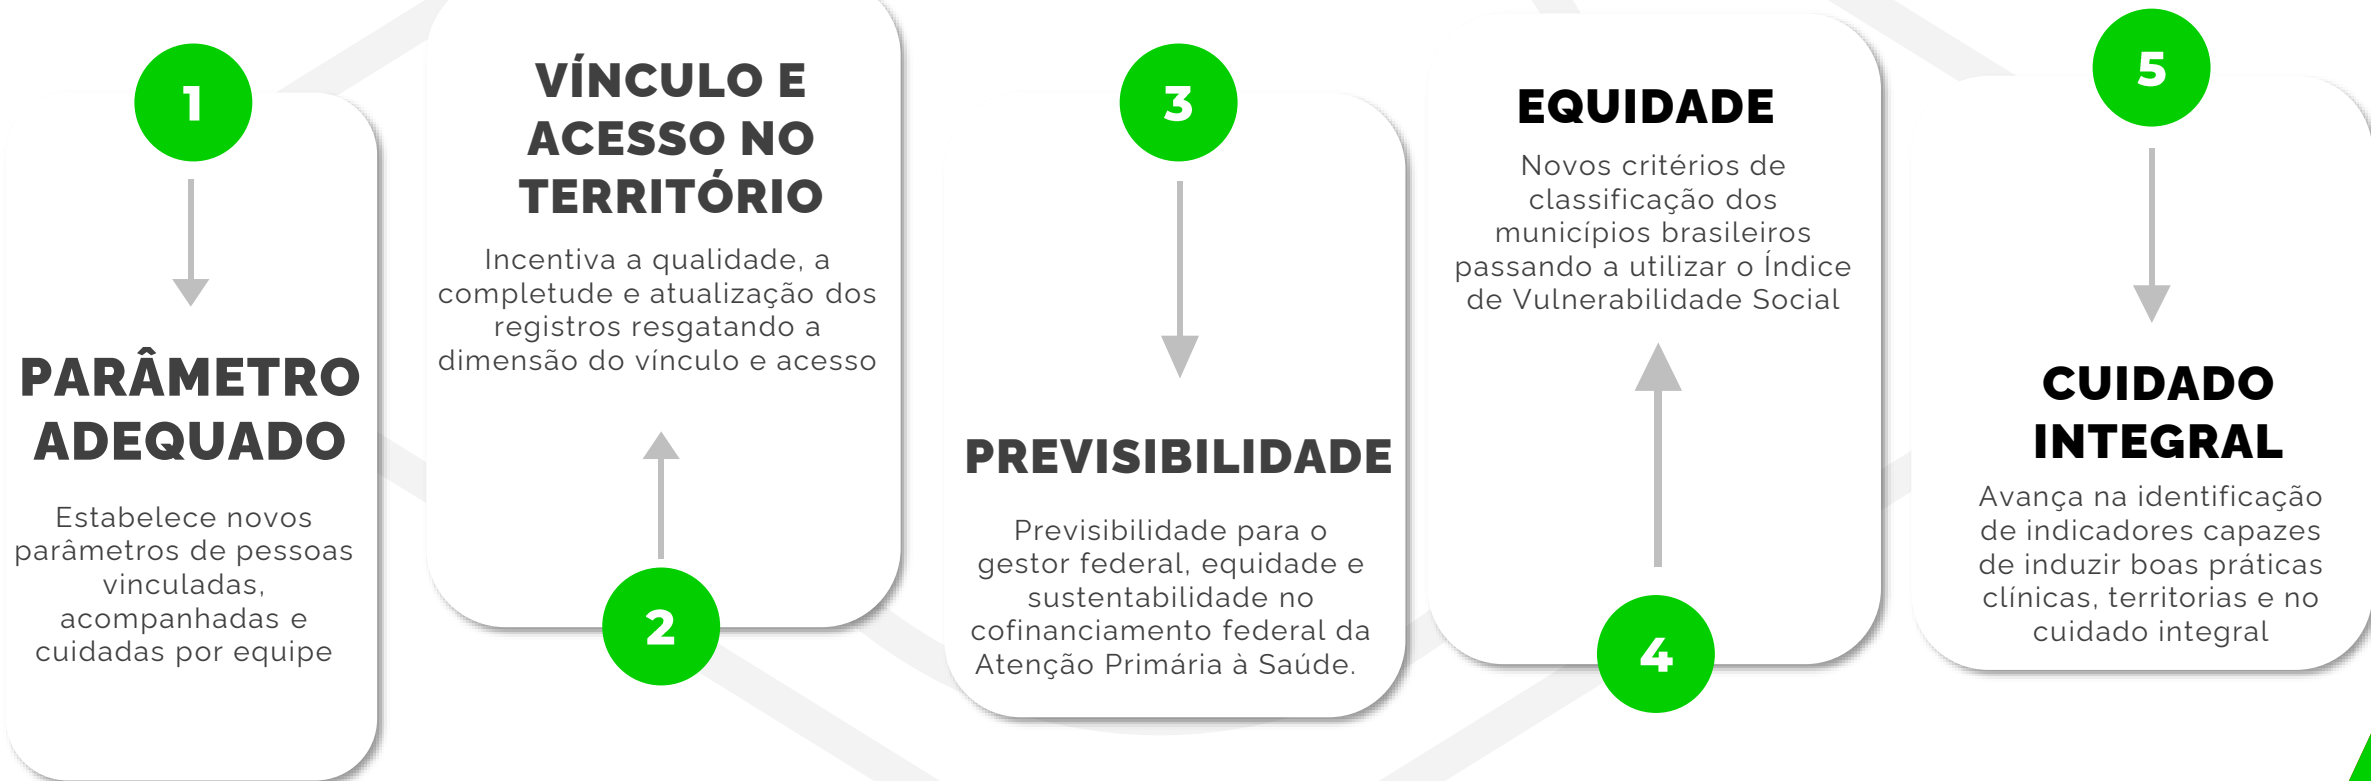 1
PARÂMETRO
ADEQUADO
Estabelece novos
parâmetros de pessoas
vinculadas,
acompanhadas e
cuidadas por equipe
VÍNCULO E
ACESSO NO
TERRITÓRIO
Incentiva a qualidade, a
completude e atualização dos
registros resgatando a
dimensão do vínculo e acesso
2
3
PREVISIBILIDADE
Previsibilidade para o
gestor federal, equidade e
sustentabilidade no
cofinanciamento federal da
Atenção Primária à Saúde.
EQUIDADE
Novos critérios de
classificação dos
municípios brasileiros
passando a utilizar o Índice
de Vulnerabilidade Social
4
5
CUIDADO
INTEGRAL
Avança na identificação
de indicadores capazes
de induzir boas práticas
clínicas, territorias e no
cuidado integral